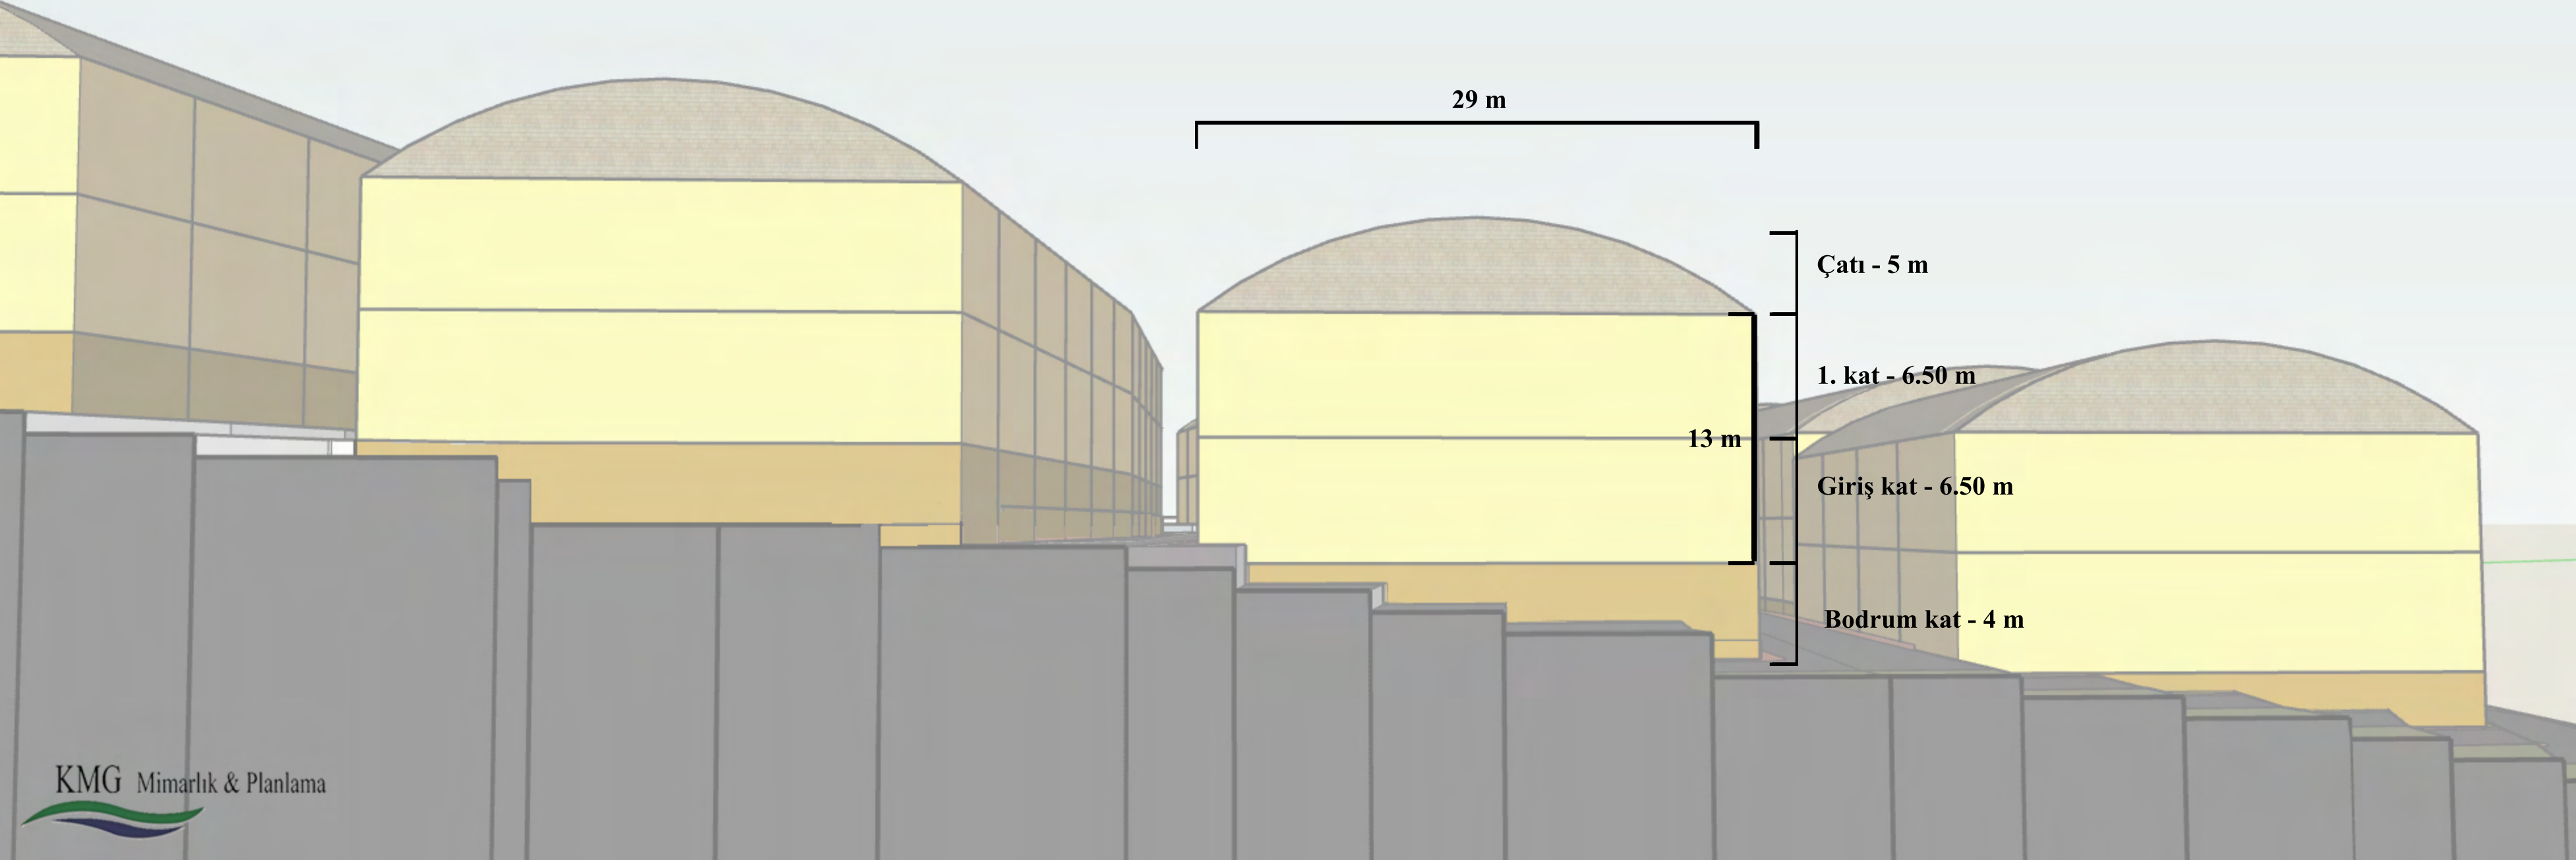 29 m
Çatı - 5 m
1. kat - 6.50 m
13 m
Giriş kat - 6.50 m
Bodrum kat - 4 m
KMG Mimarlık & Planlama